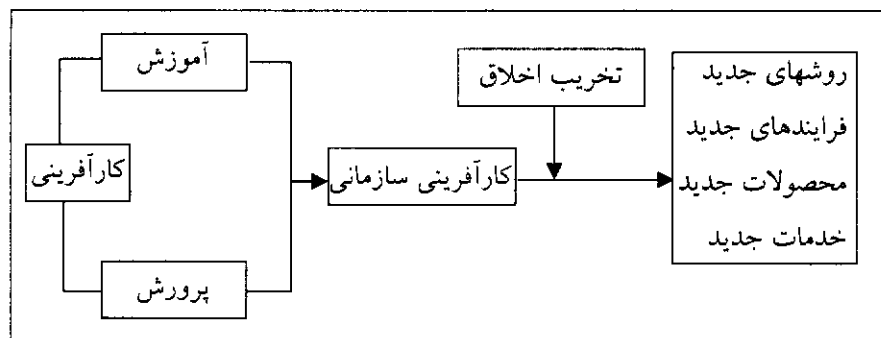 آموزش
کارآفرینی
پرورش
کارآفرینی سازمانی
تخریب اخلاق
روشهای جدید
فرایندهای جدید
محصولات جدید
خدمات جدید